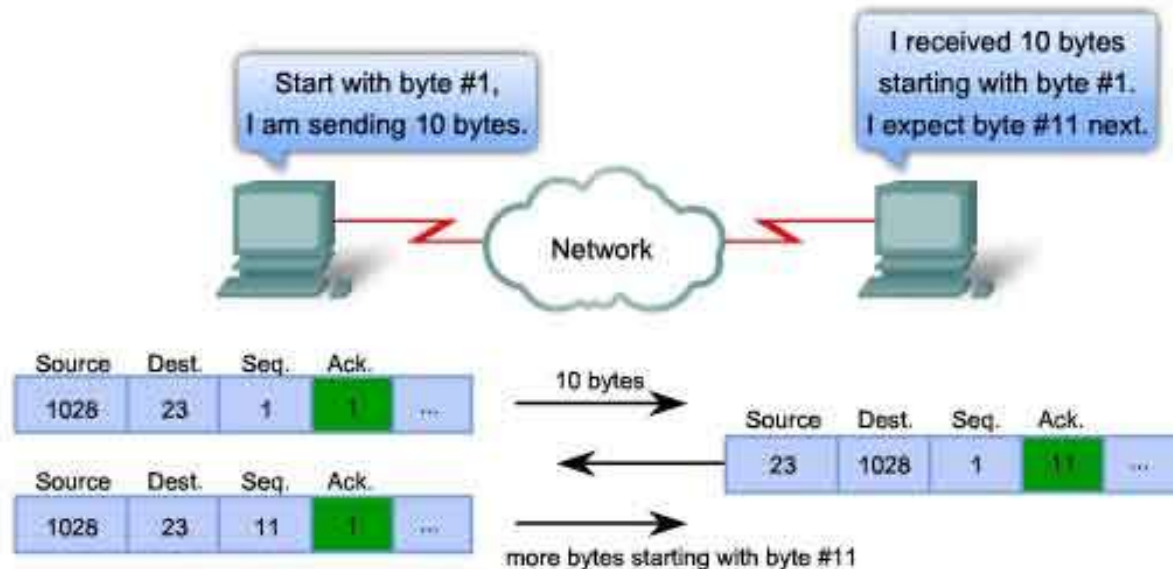 Start with byte #1,
I am sending 10 bytes.
I received 10 bytes
starting with byte #1.
I expect byte #11 next.
Network
Source Dest. Seq. Ack.
1028 23 1 1 ...
10 bytes
Source Dest. Seq. Ack.
23 1028 1 11 ...
Source Dest. Seq. Ack.
1028 23 11 1 ...
more bytes starting with byte #11